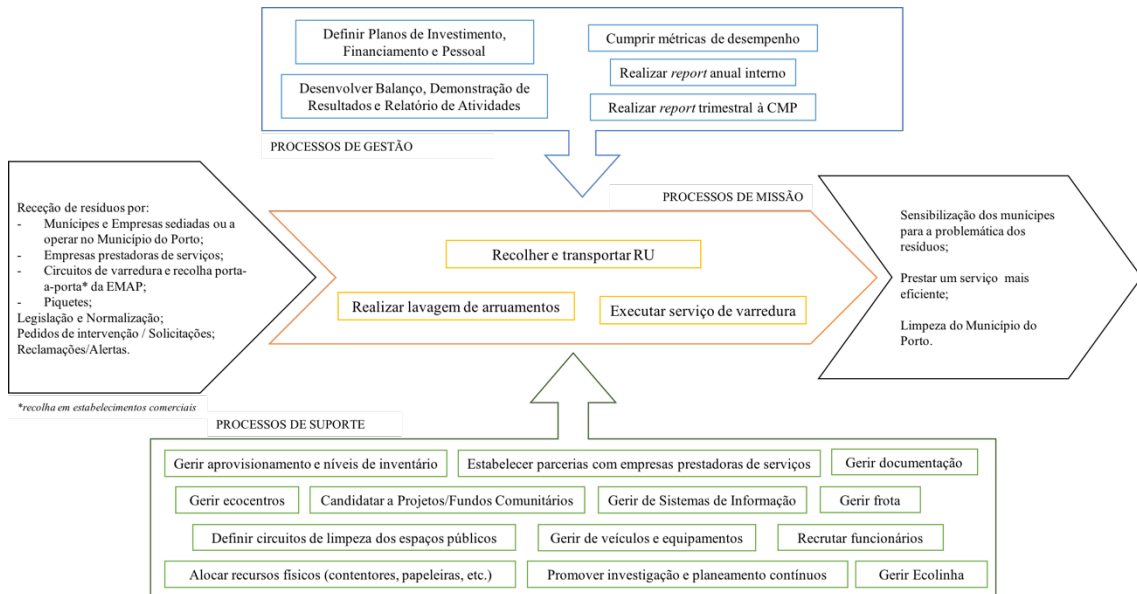 Definir Planos de Investimento,
Financiamento e Pessoal
Cumprir métricas de desempenho
Realizar report anual interno
Desenvolver Balanço, Demonstração de
Resultados e Relatório de Atividades
Realizar report trimestral à CMP
PROCESSOS DE GESTÃO
PROCESSOS DE MISSÃO
Receção de resíduos por:
- Munícipes e Empresas sediadas ou a
operar no Município do Porto;
- Empresas prestadoras de serviços;
- Circuitos de varredura e recolha porta-
a-porta* da EMAP;
- Piquetes;
Legislação e Normalização;
Pedidos de intervenção / Solicitações;
Reclamações/Alertas.
*recolha em estabelecimentos comerciais
Recolher e transportar RU
Realizar lavagem de arruamentos
Executar serviço de varredura
Sensibilização dos munícipes
para a problemática dos
resíduos;
Prestar um serviço mais
eficiente;
Limpeza do Município do
Porto.
PROCESSOS DE SUPORTE
Gerir aprovisionamento e níveis de inventário
Estabelecer parcerias com empresas prestadoras de serviços
Gerir documentação
Gerir ecocentros
Candidatar a Projetos/Fundos Comunitários
Gerir de Sistemas de Informação
Gerir frota
Definir circuitos de limpeza dos espaços públicos
Gerir de veículos e equipamentos
Recrutar funcionários
Alocar recursos físicos (contentores, papeleiras, etc.)
Promover investigação e planeamento contínuos
Gerir Ecolinha